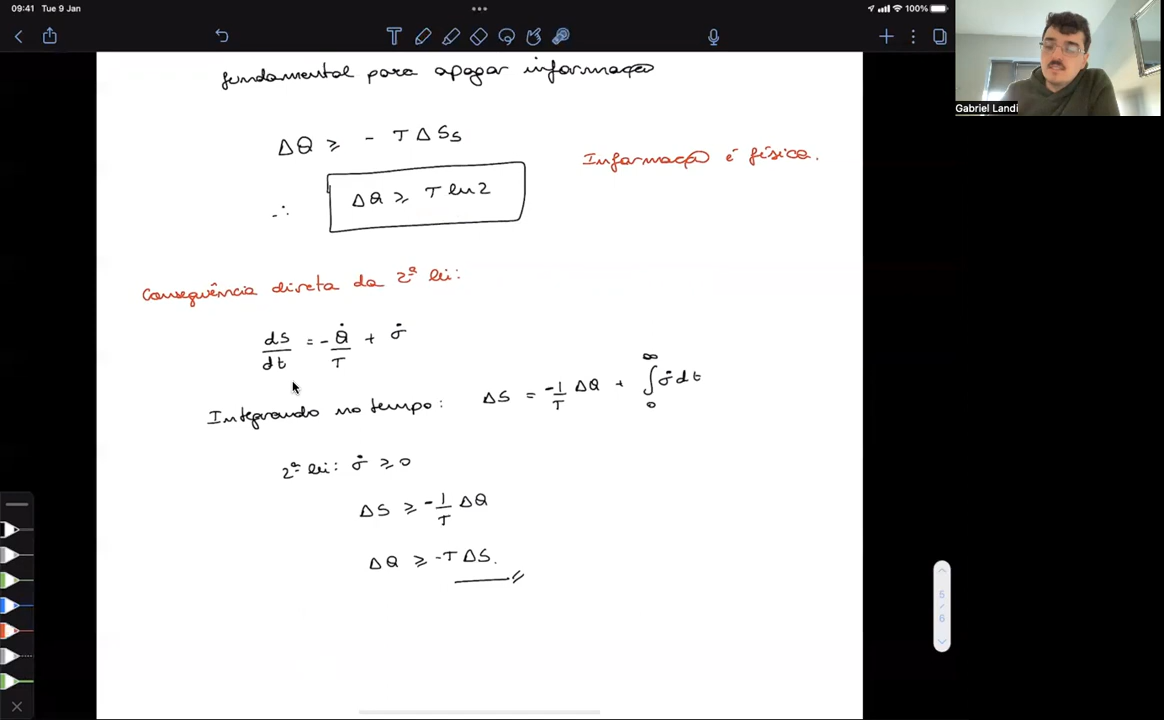 09:41 Tue 9 Jan
100%
Gabriel Landi
fundamental para apagar informação
ΔQ ≥ - T ΔS_S
Informação é física.
∴ ΔQ ≥ T ln 2
Consequência direta da 2ª lei:
dS/dt = - Q̇/T + σ̇
Integrando no tempo: ΔS = -1/T ΔQ + ∫₀^∞ σ̇ dt
2ª lei: σ̇ ≥ 0
ΔS ≥ -1/T ΔQ
ΔQ ≥ -T ΔS.
5/6